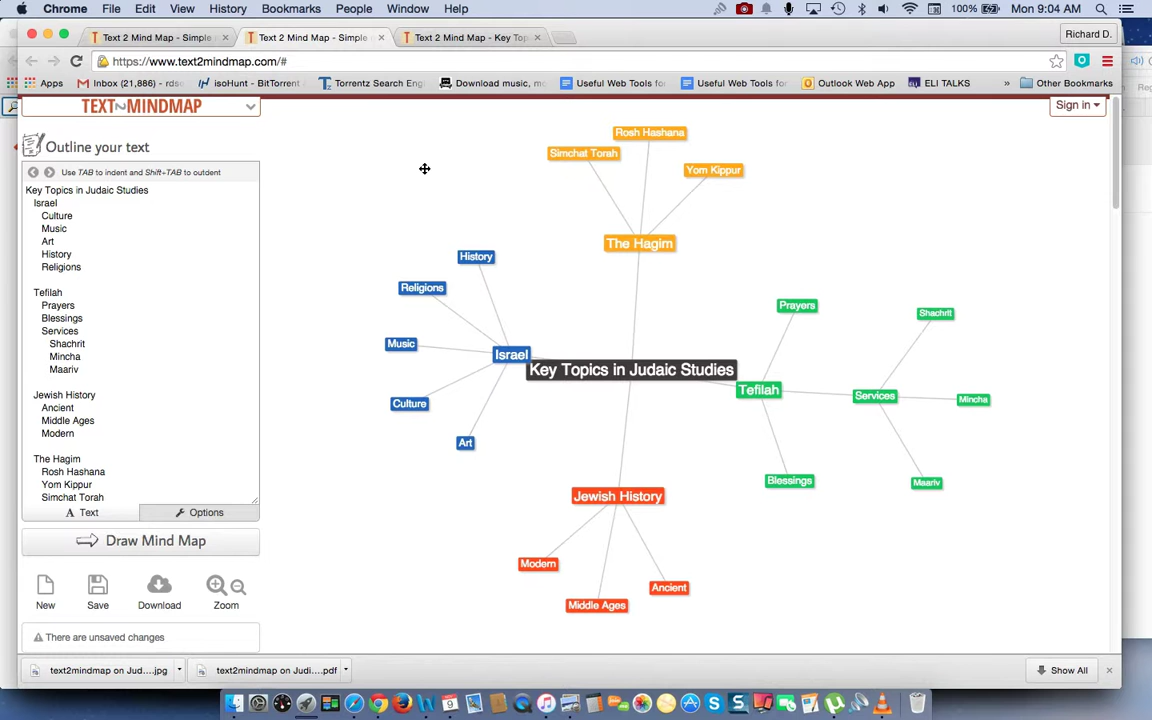 Chrome File Edit View History Bookmarks People Window Help 100% Mon 9:04 AM
Text 2 Mind Map - Simple Text 2 Mind Map - Simple Text 2 Mind Map - Key Top Richard D.
https://www.text2mindmap.com/#
Apps Inbox (21,886) - rds isoHunt - BitTorrent Torrentz Search Engi Download music, mo Useful Web Tools for Useful Web Tools for Outlook Web App ELI TALKS » Other Bookmarks
TEXT2MINDMAP
Sign in
Outline your text
Use TAB to indent and Shift+TAB to outdent
Key Topics in Judaic Studies
Israel
Culture
Music
Art
History
Religions
Tefilah
Prayers
Blessings
Services
Shachrit
Mincha
Maariv
Jewish History
Ancient
Middle Ages
Modern
The Hagim
Rosh Hashana
Yom Kippur
Simchat Torah
Text Options
Draw Mind Map
New Save Download Zoom
There are unsaved changes
Rosh Hashana
Simchat Torah
Yom Kippur
The Hagim
History
Religions
Music
Israel
Culture
Art
Key Topics in Judaic Studies
Prayers
Shachrit
Tefilah
Services
Mincha
Blessings
Maariv
Jewish History
Modern
Ancient
Middle Ages
text2mindmap on Jud....jpg text2mindmap on Judi....pdf Show All